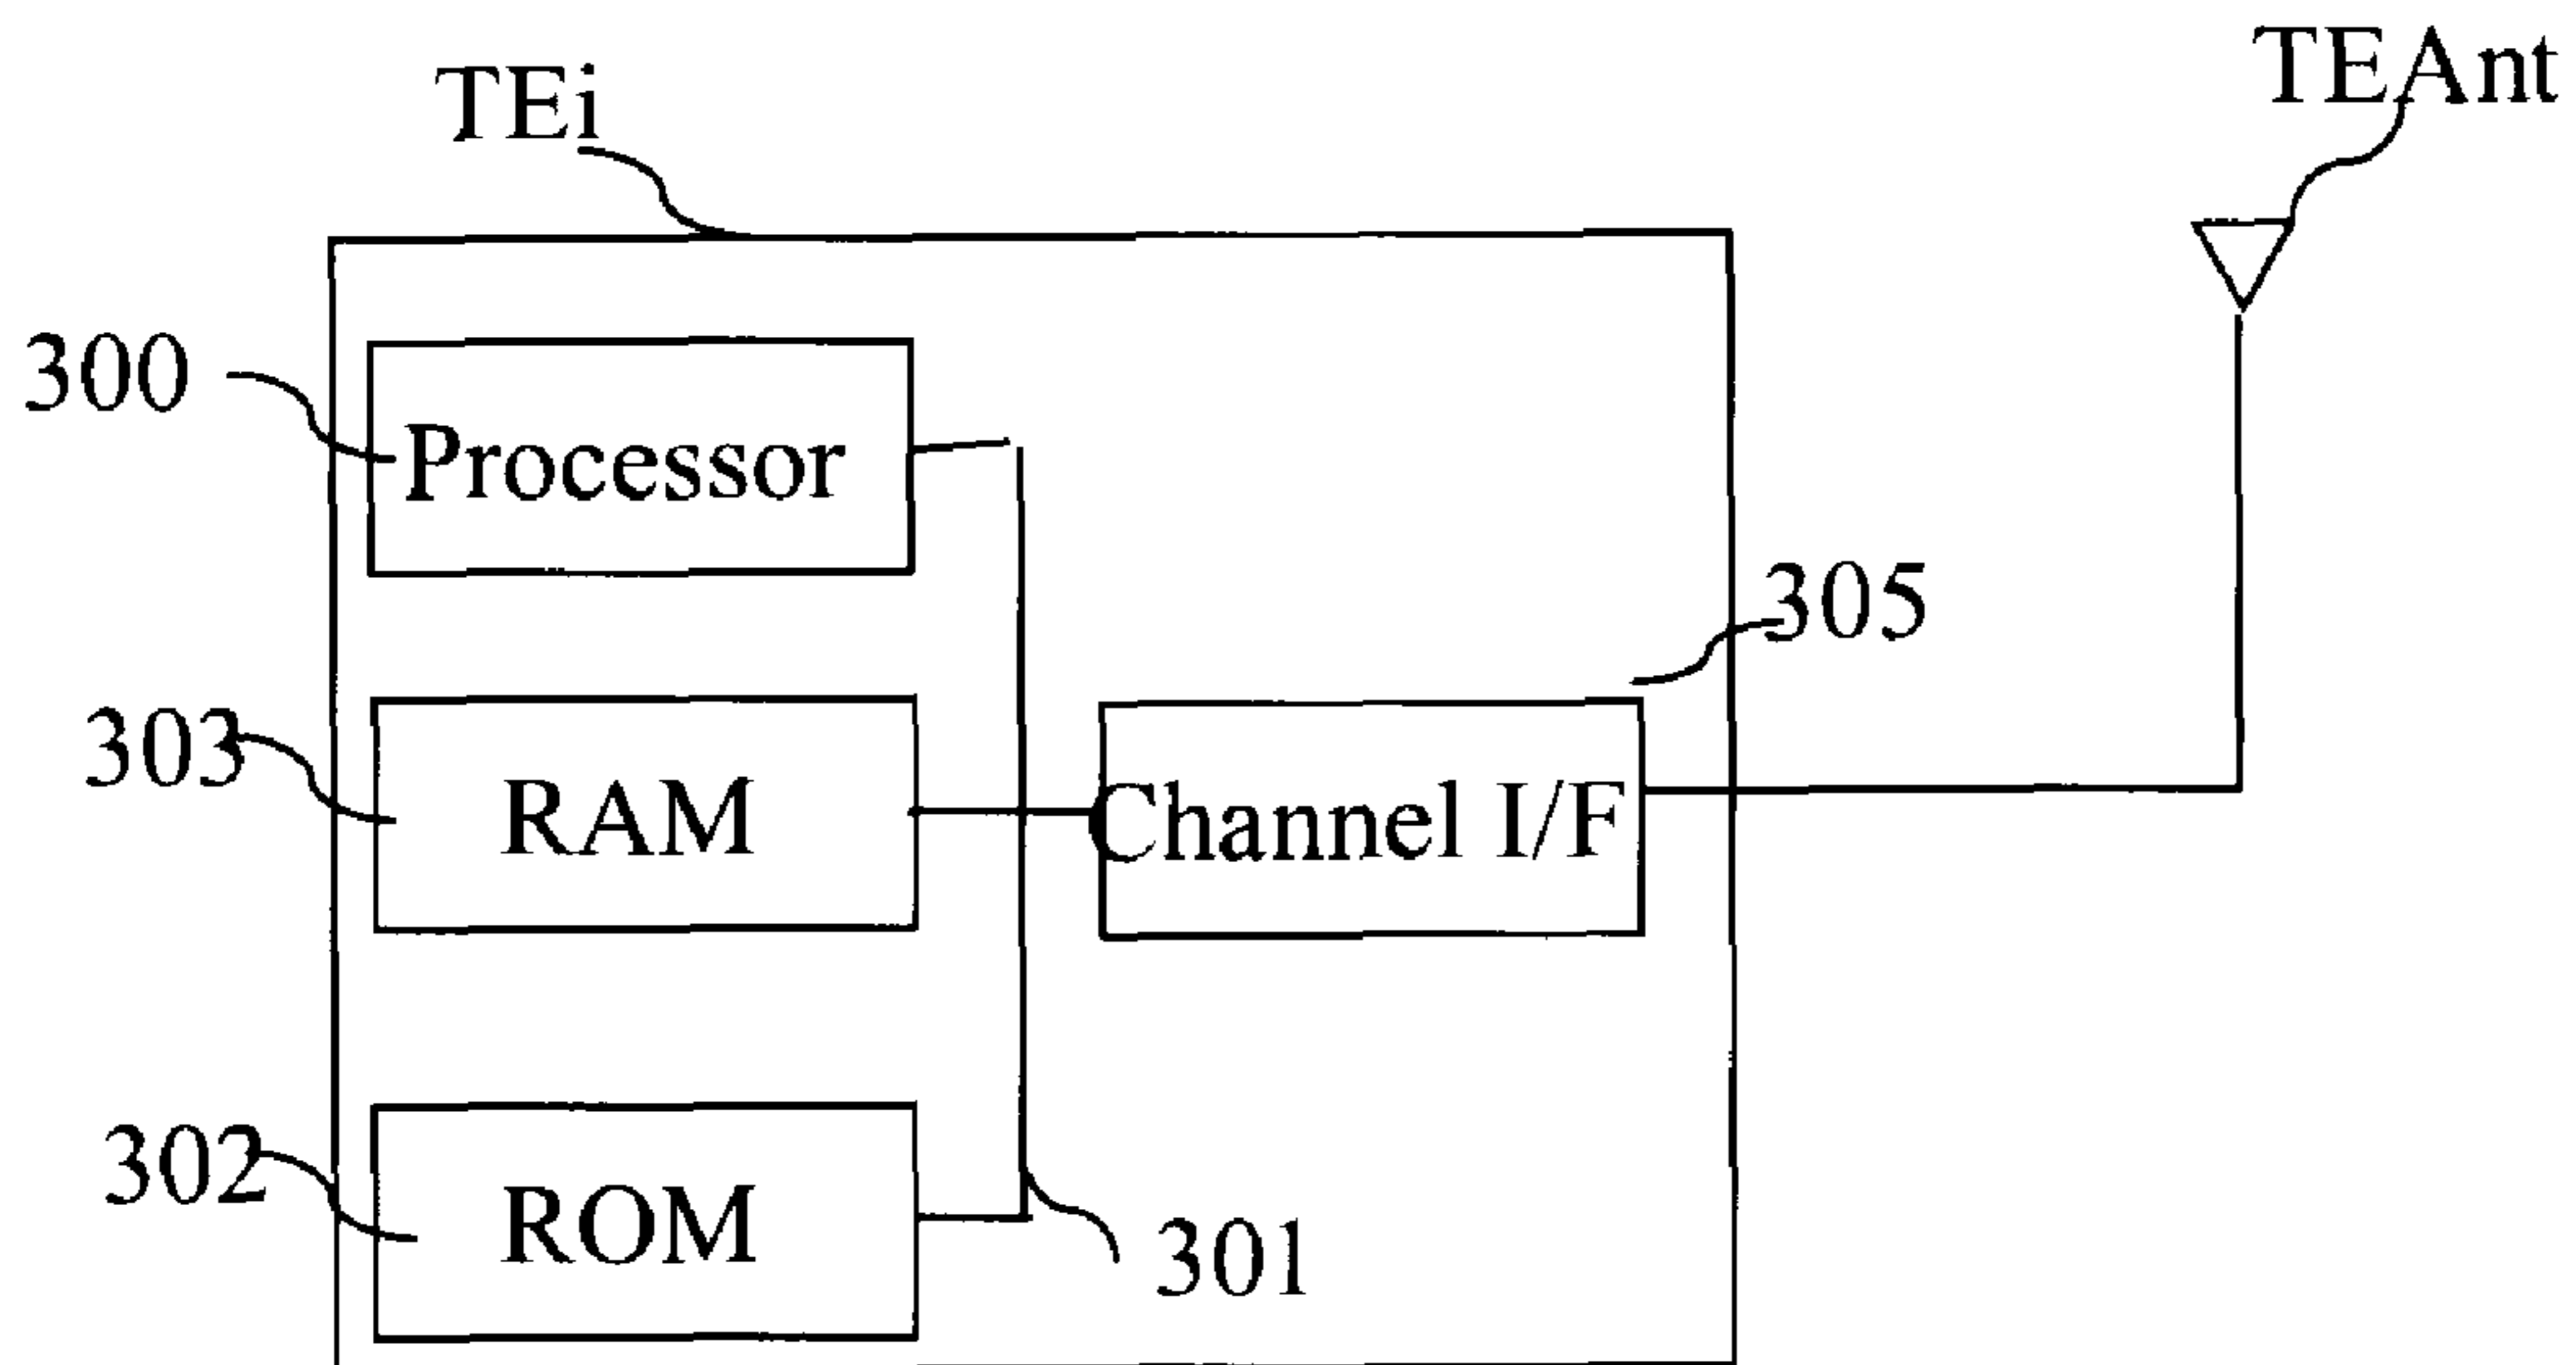 TEi
TEAnt
300
Processor
305
303
RAM
Channel I/F
302
ROM
301